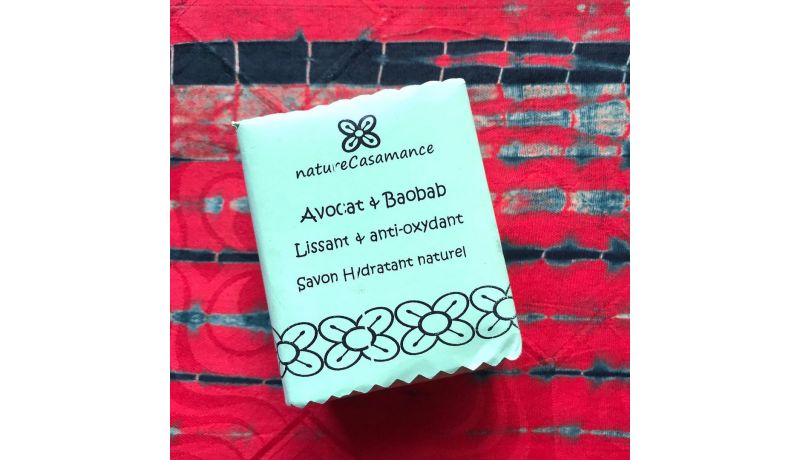 natureCasamance
Avocat & Baobab
Lissant & anti-oxydant
Savon Hydratant naturel